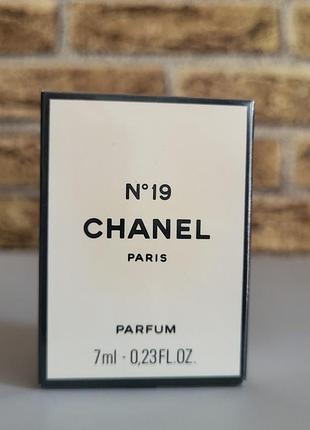 N°19
CHANEL
PARIS
PARFUM
7ml - 0,23FL.OZ.